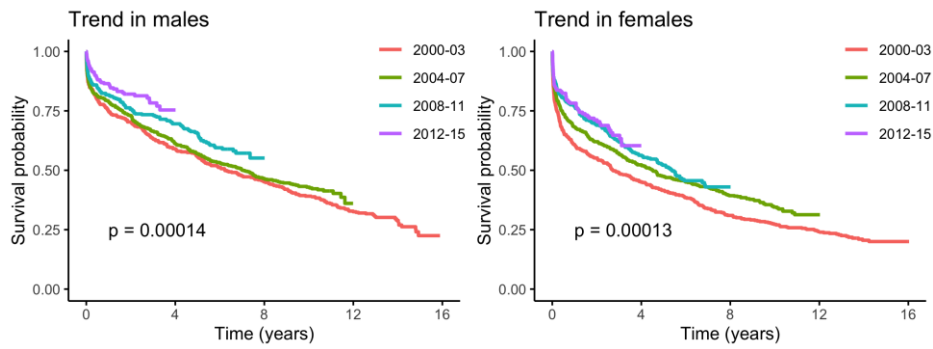 Trend in males
1.00
0.75
0.50
0.25
0.00
Survival probability
p = 0.00014
0 4 8 12 16
Time (years)
2000-03
2004-07
2008-11
2012-15
Trend in females
1.00
0.75
0.50
0.25
0.00
Survival probability
p = 0.00013
0 4 8 12 16
Time (years)
2000-03
2004-07
2008-11
2012-15